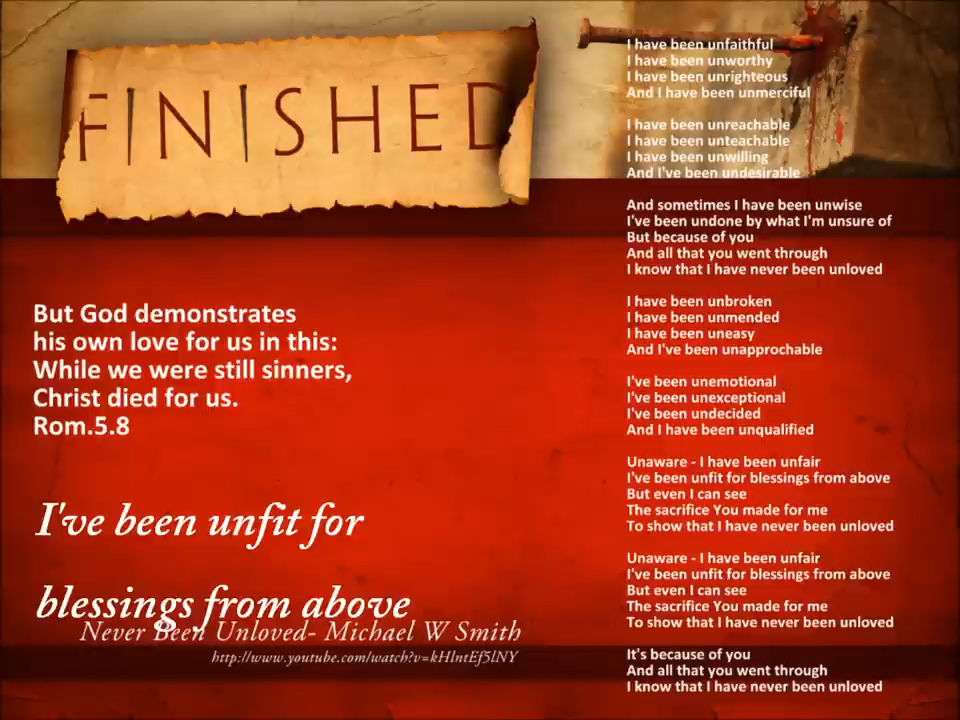 FINISHED
But God demonstrates
his own love for us in this:
While we were still sinners,
Christ died for us.
Rom.5.8
I've been unfit for
blessings from above
Never Been Unloved- Michael W Smith
http://www.youtube.com/watch?v=kHlntEf5lNY
I have been unfaithful
I have been unworthy
I have been unrighteous
And I have been unmerciful
I have been unreachable
I have been unteachable
I have been unwilling
And I've been undesirable
And sometimes I have been unwise
I've been undone by what I'm unsure of
But because of you
And all that you went through
I know that I have never been unloved
I have been unbroken
I have been unmended
I have been uneasy
And I've been unapprochable
I've been unemotional
I've been unexceptional
I've been undecided
And I have been unqualified
Unaware - I have been unfair
I've been unfit for blessings from above
But even I can see
The sacrifice You made for me
To show that I have never been unloved
Unaware - I have been unfair
I've been unfit for blessings from above
But even I can see
The sacrifice You made for me
To show that I have never been unloved
It's because of you
And all that you went through
I know that I have never been unloved